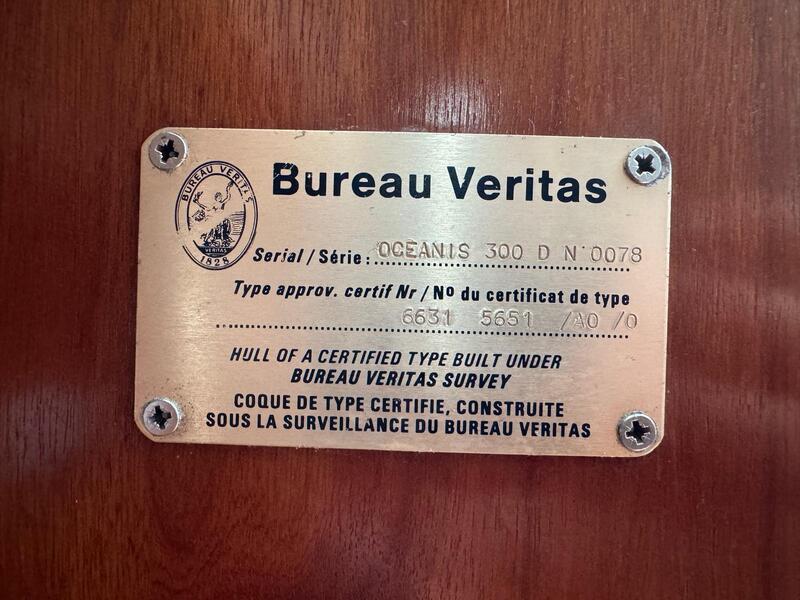 BUREAU VERITAS
VERITAS
1828
Bureau Veritas
Serial / Série : OCEANIS 300 D N°0078
Type approv. certif Nr / Nº du certificat de type
6631 5651 /A0 /0
HULL OF A CERTIFIED TYPE BUILT UNDER
BUREAU VERITAS SURVEY
COQUE DE TYPE CERTIFIE, CONSTRUITE
SOUS LA SURVEILLANCE DU BUREAU VERITAS